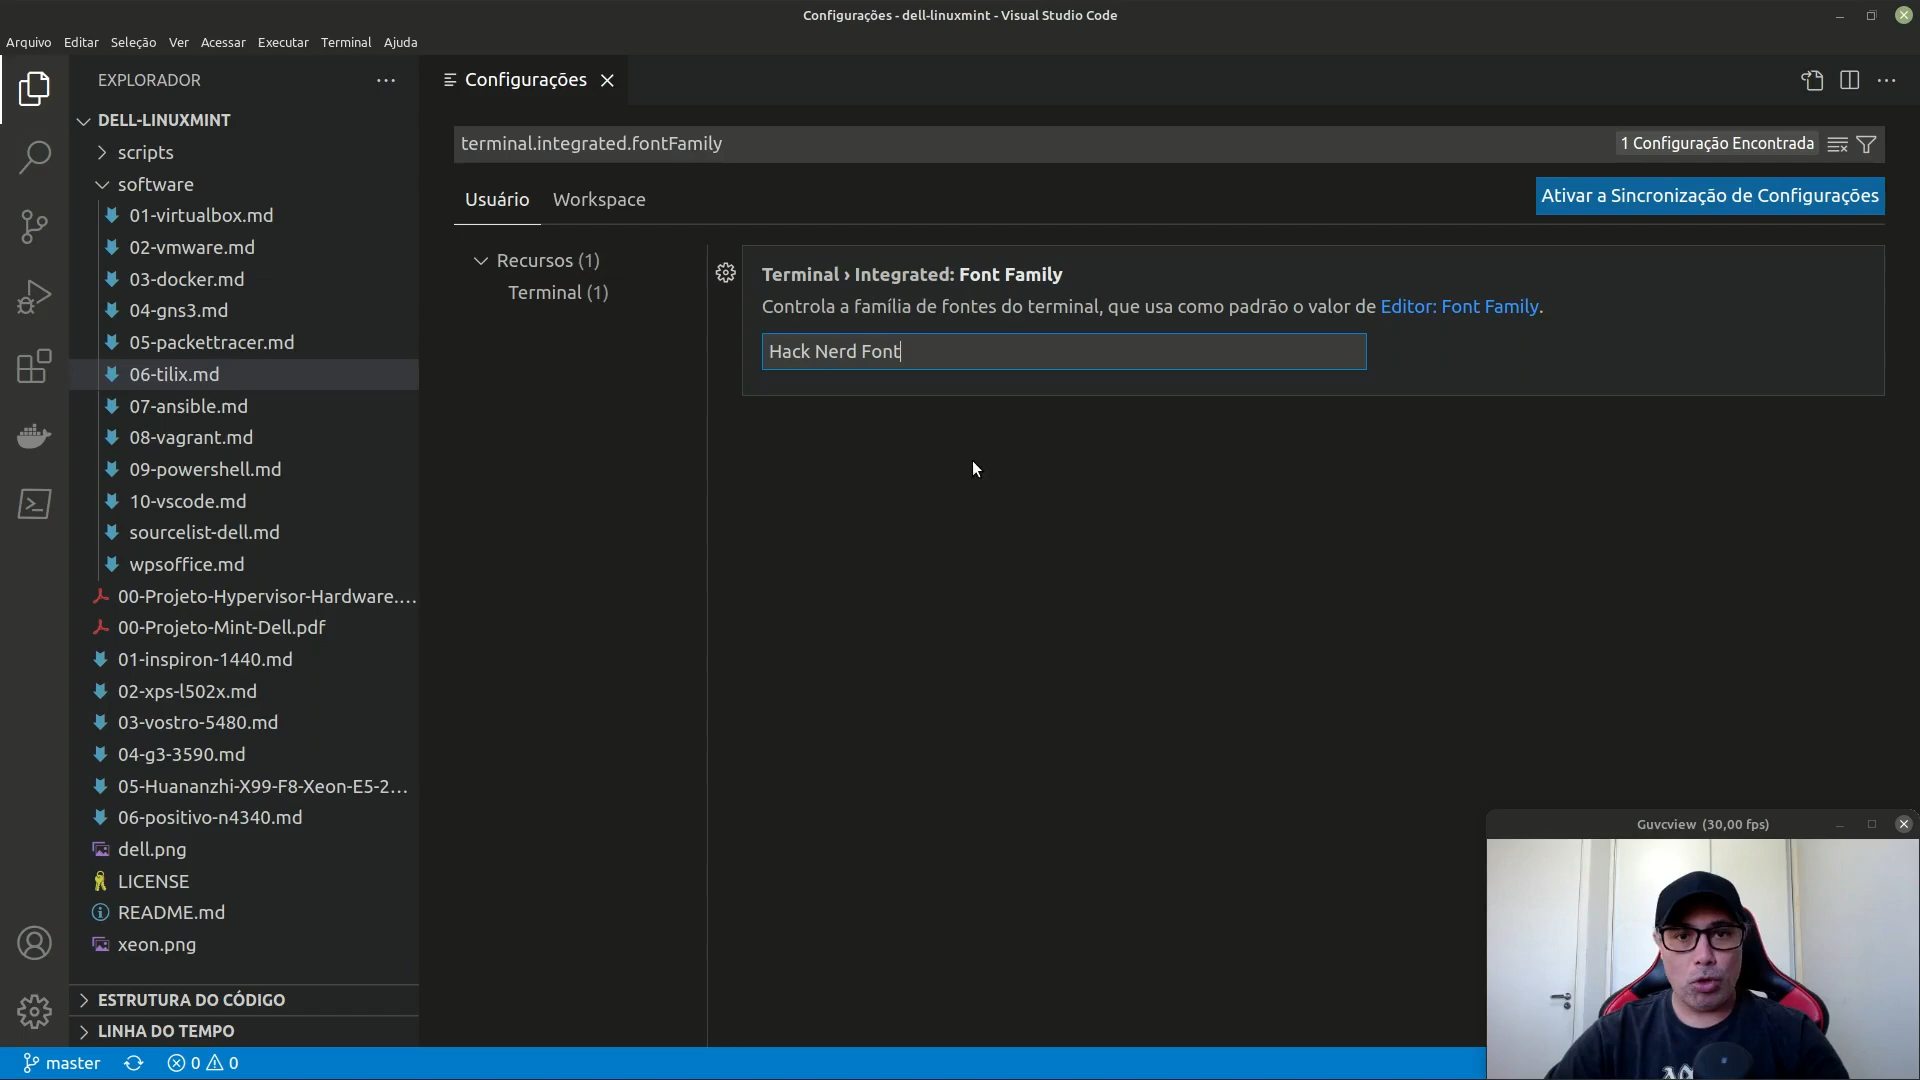 Configurações - dell-linuxmint - Visual Studio Code
Arquivo Editar Seleção Ver Acessar Executar Terminal Ajuda
EXPLORADOR
DELL-LINUXMINT
scripts
software
01-virtualbox.md
02-vmware.md
03-docker.md
04-gns3.md
05-packettracer.md
06-tilix.md
07-ansible.md
08-vagrant.md
09-powershell.md
10-vscode.md
sourcelist-dell.md
wpsoffice.md
00-Projeto-Hypervisor-Hardware....
00-Projeto-Mint-Dell.pdf
01-inspiron-1440.md
02-xps-l502x.md
03-vostro-5480.md
04-g3-3590.md
05-Huananzhi-X99-F8-Xeon-E5-2...
06-positivo-n4340.md
dell.png
LICENSE
README.md
xeon.png
ESTRUTURA DO CÓDIGO
LINHA DO TEMPO
Configurações
terminal.integrated.fontFamily
1 Configuração Encontrada
Usuário Workspace
Ativar a Sincronização de Configurações
Recursos (1)
Terminal (1)
Terminal › Integrated: Font Family
Controla a família de fontes do terminal, que usa como padrão o valor de Editor: Font Family.
Hack Nerd Font
Guvcview (30,00 fps)
master 0 0